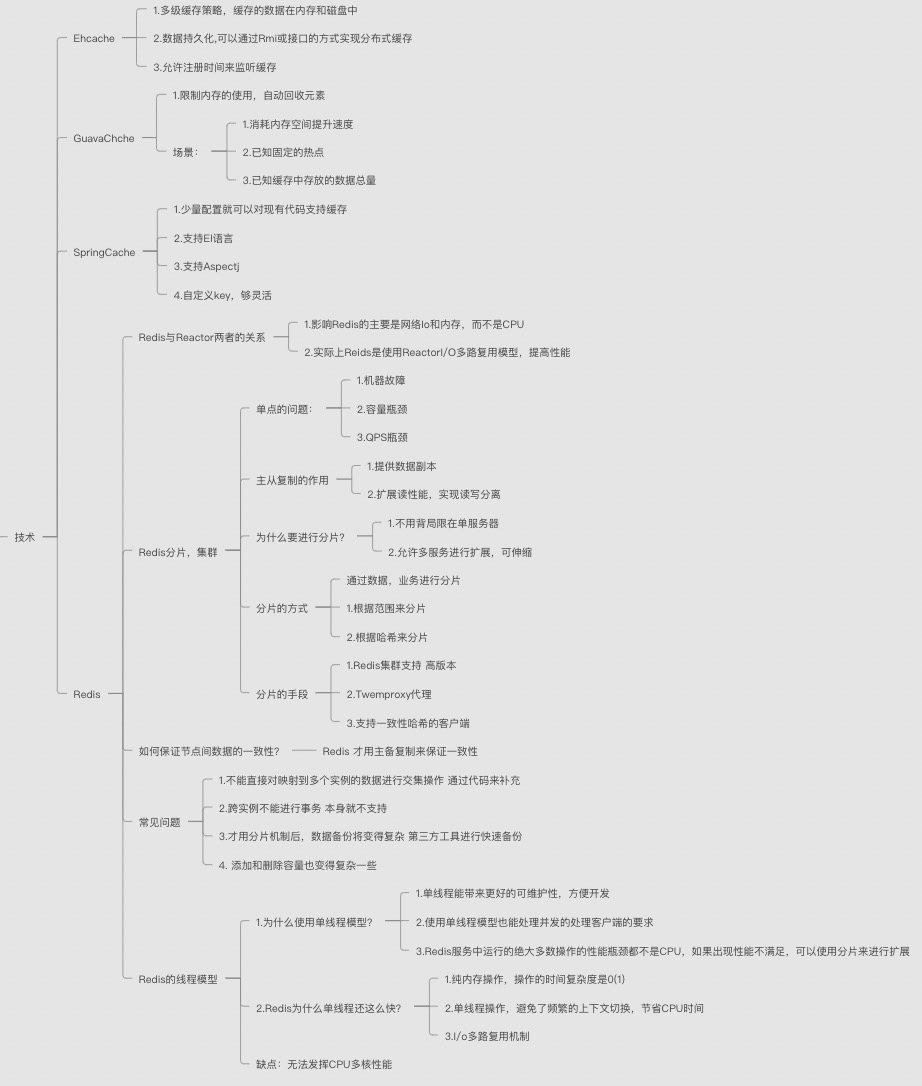 技术
Ehcache
1.多级缓存策略，缓存的数据在内存和磁盘中
2.数据持久化,可以通过Rmi或接口的方式实现分布式缓存
3.允许注册时间来监听缓存
GuavaChche
1.限制内存的使用，自动回收元素
场景：
1.消耗内存空间提升速度
2.已知固定的热点
3.已知缓存中存放的数据总量
SpringCache
1.少量配置就可以对现有代码支持缓存
2.支持El语言
3.支持Aspectj
4.自定义key，够灵活
Redis
Redis与Reactor两者的关系
1.影响Redis的主要是网络Io和内存，而不是CPU
2.实际上Reids是使用ReactorI/O多路复用模型，提高性能
Redis分片，集群
单点的问题：
1.机器故障
2.容量瓶颈
3.QPS瓶颈
主从复制的作用
1.提供数据副本
2.扩展读性能，实现读写分离
为什么要进行分片？
1.不用背局限在单服务器
2.允许多服务进行扩展，可伸缩
分片的方式
通过数据，业务进行分片
1.根据范围来分片
2.根据哈希来分片
分片的手段
1.Redis集群支持 高版本
2.Twemproxy代理
3.支持一致性哈希的客户端
如何保证节点间数据的一致性？
Redis 才用主备复制来保证一致性
常见问题
1.不能直接对映射到多个实例的数据进行交集操作 通过代码来补充
2.跨实例不能进行事务 本身就不支持
3.才用分片机制后，数据备份将变得复杂 第三方工具进行快速备份
4. 添加和删除容量也变得复杂一些
Redis的线程模型
1.为什么使用单线程模型？
1.单线程能带来更好的可维护性，方便开发
2.使用单线程模型也能处理并发的处理客户端的要求
3.Redis服务中运行的绝大多数操作的性能瓶颈都不是CPU，如果出现性能不满足，可以使用分片来进行扩展
2.Redis为什么单线程还这么快？
1.纯内存操作，操作的时间复杂度是0(1)
2.单线程操作，避免了频繁的上下文切换，节省CPU时间
3.I/o多路复用机制
缺点：无法发挥CPU多核性能